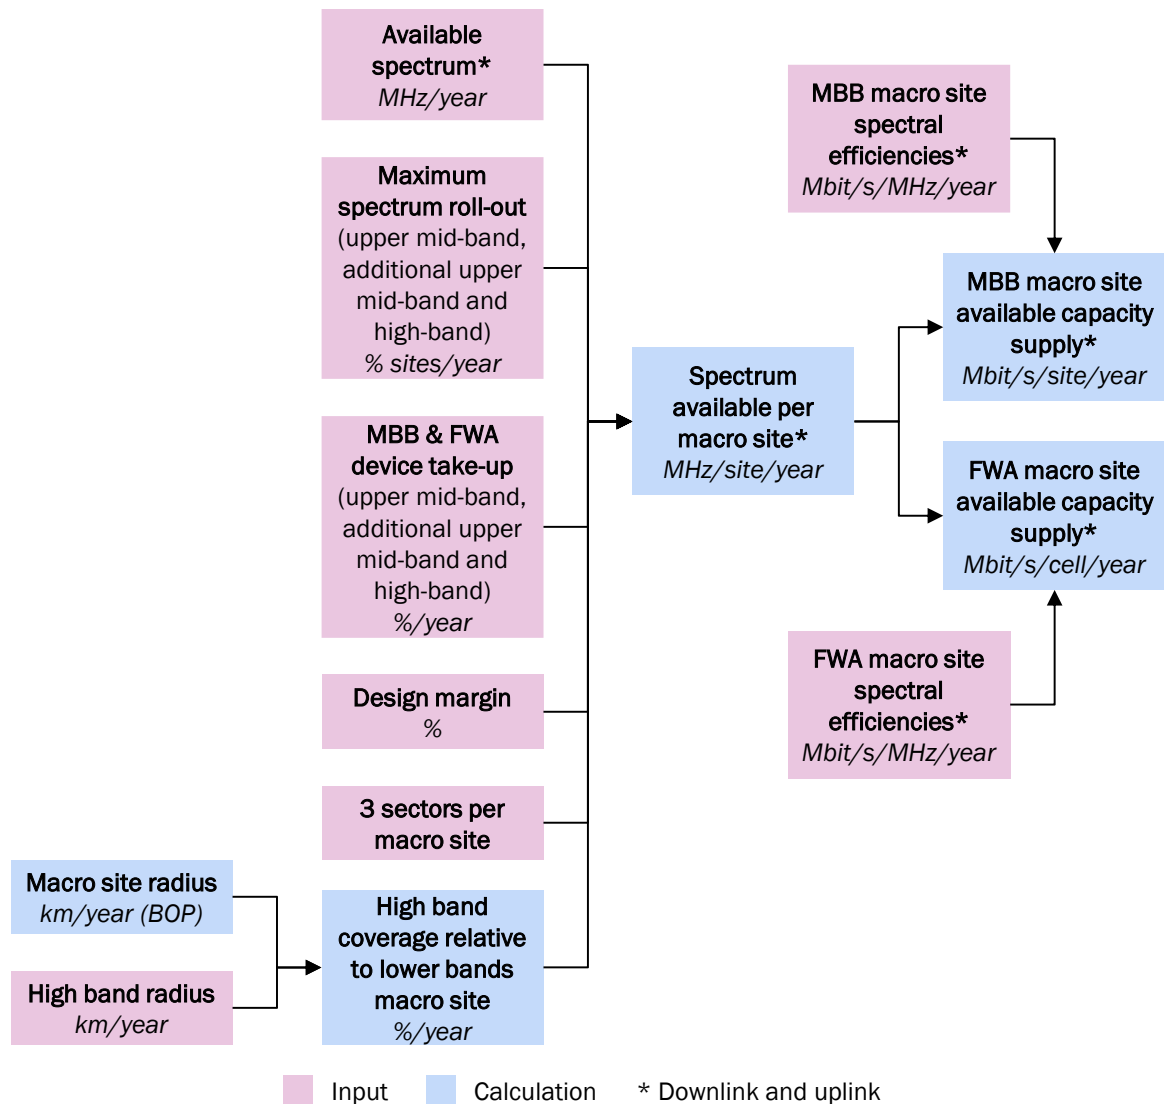 Available
spectrum*
MHz/year
Maximum
spectrum roll-out
(upper mid-band,
additional upper
mid-band and
high-band)
% sites/year
MBB & FWA
device take-up
(upper mid-band,
additional upper
mid-band and
high-band)
%/year
Design margin
%
3 sectors per
macro site
Macro site radius
km/year (BOP)
High band radius
km/year
High band
coverage relative
to lower bands
macro site
%/year
Spectrum
available per
macro site*
MHz/site/year
MBB macro site
spectral
efficiencies*
Mbit/s/MHz/year
MBB macro site
available capacity
supply*
Mbit/s/site/year
FWA macro site
available capacity
supply*
Mbit/s/cell/year
FWA macro site
spectral
efficiencies*
Mbit/s/MHz/year
Input
Calculation
* Downlink and uplink